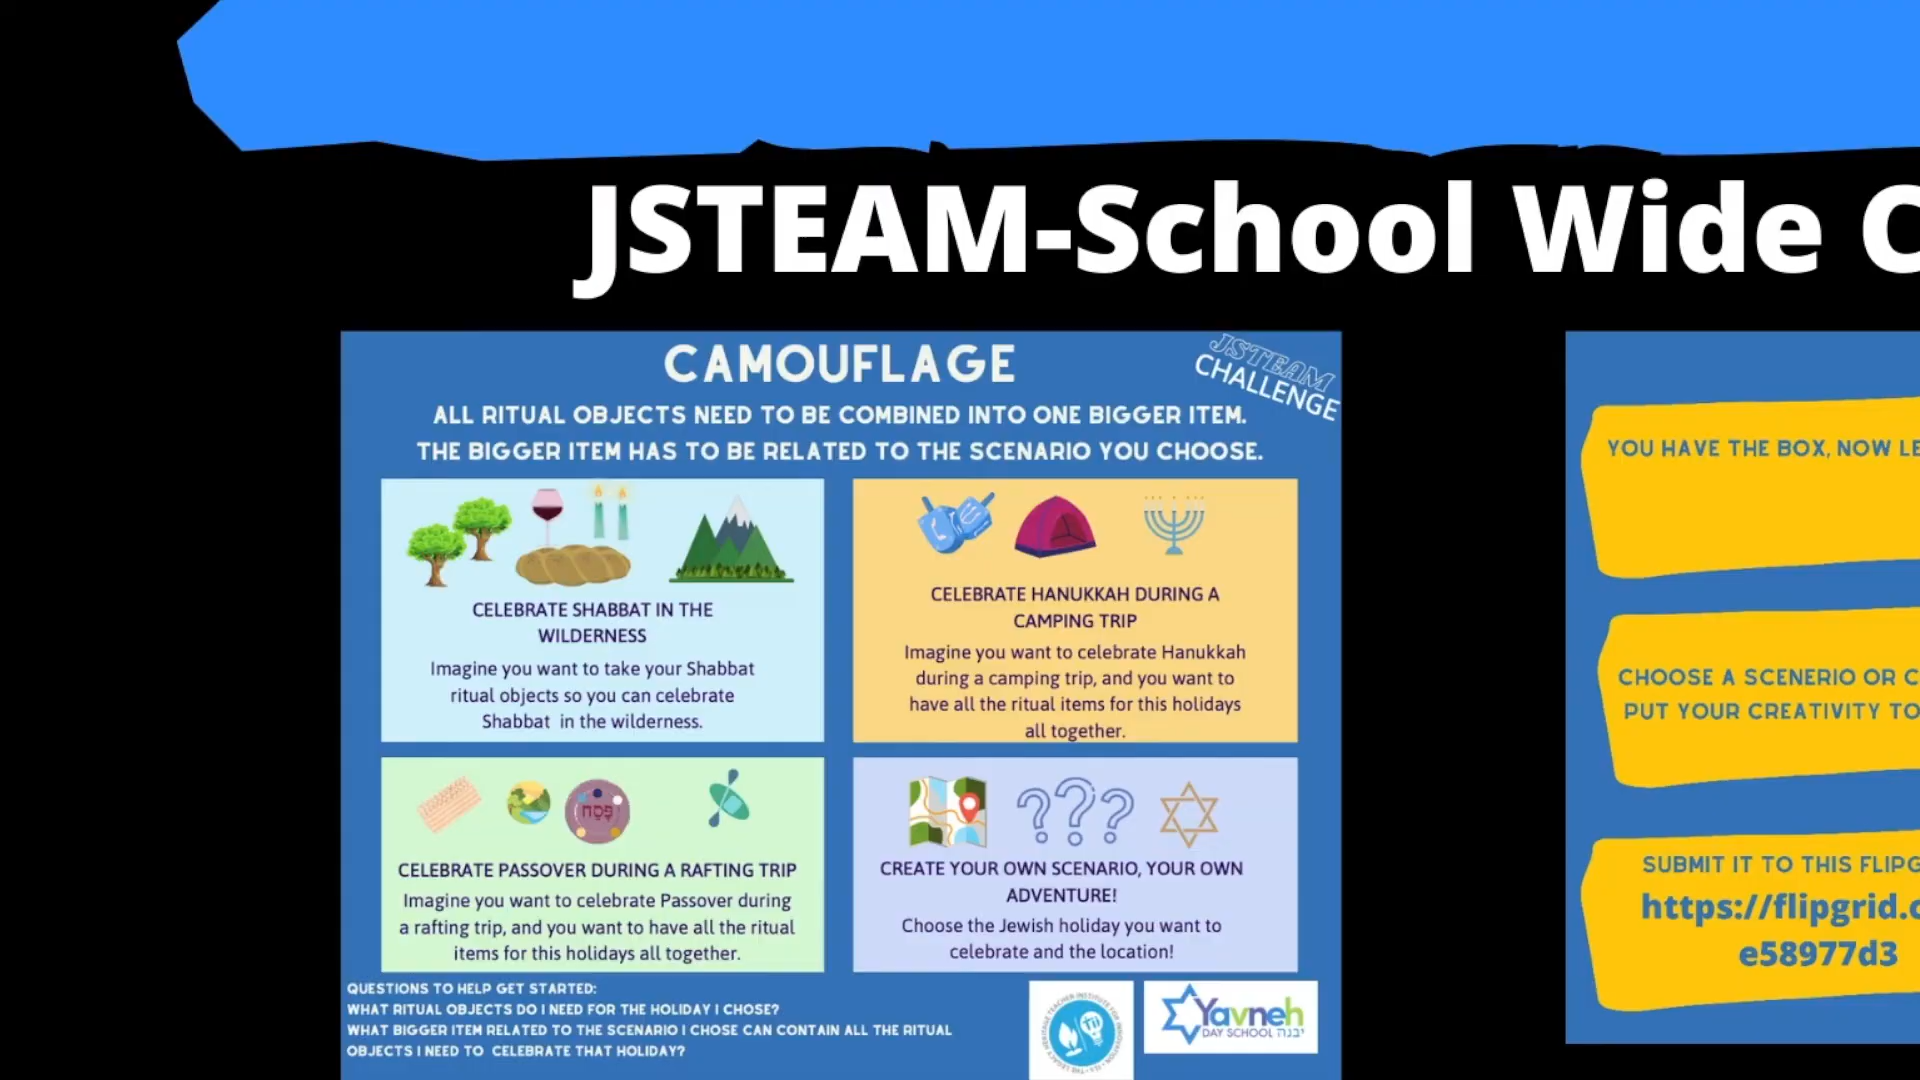 JSTEAM-School Wide C
CAMOUFLAGE
JSTEAM
CHALLENGE
ALL RITUAL OBJECTS NEED TO BE COMBINED INTO ONE BIGGER ITEM.
THE BIGGER ITEM HAS TO BE RELATED TO THE SCENARIO YOU CHOOSE.
CELEBRATE SHABBAT IN THE
WILDERNESS
Imagine you want to take your Shabbat
ritual objects so you can celebrate
Shabbat in the wilderness.
CELEBRATE HANUKKAH DURING A
CAMPING TRIP
Imagine you want to celebrate Hanukkah
during a camping trip, and you want to
have all the ritual items for this holidays
all together.
פֶּסַח
CELEBRATE PASSOVER DURING A RAFTING TRIP
Imagine you want to celebrate Passover during
a rafting trip, and you want to have all the ritual
items for this holidays all together.
???
CREATE YOUR OWN SCENARIO, YOUR OWN
ADVENTURE!
Choose the Jewish holiday you want to
celebrate and the location!
QUESTIONS TO HELP GET STARTED:
WHAT RITUAL OBJECTS DO I NEED FOR THE HOLIDAY I CHOSE?
WHAT BIGGER ITEM RELATED TO THE SCENARIO I CHOSE CAN CONTAIN ALL THE RITUAL
OBJECTS I NEED TO CELEBRATE THAT HOLIDAY?
Yavneh
DAY SCHOOL יבנה
YOU HAVE THE BOX, NOW LE
CHOOSE A SCENERIO OR C
PUT YOUR CREATIVITY TO
SUBMIT IT TO THIS FLIPG
https://flipgrid.c
e58977d3